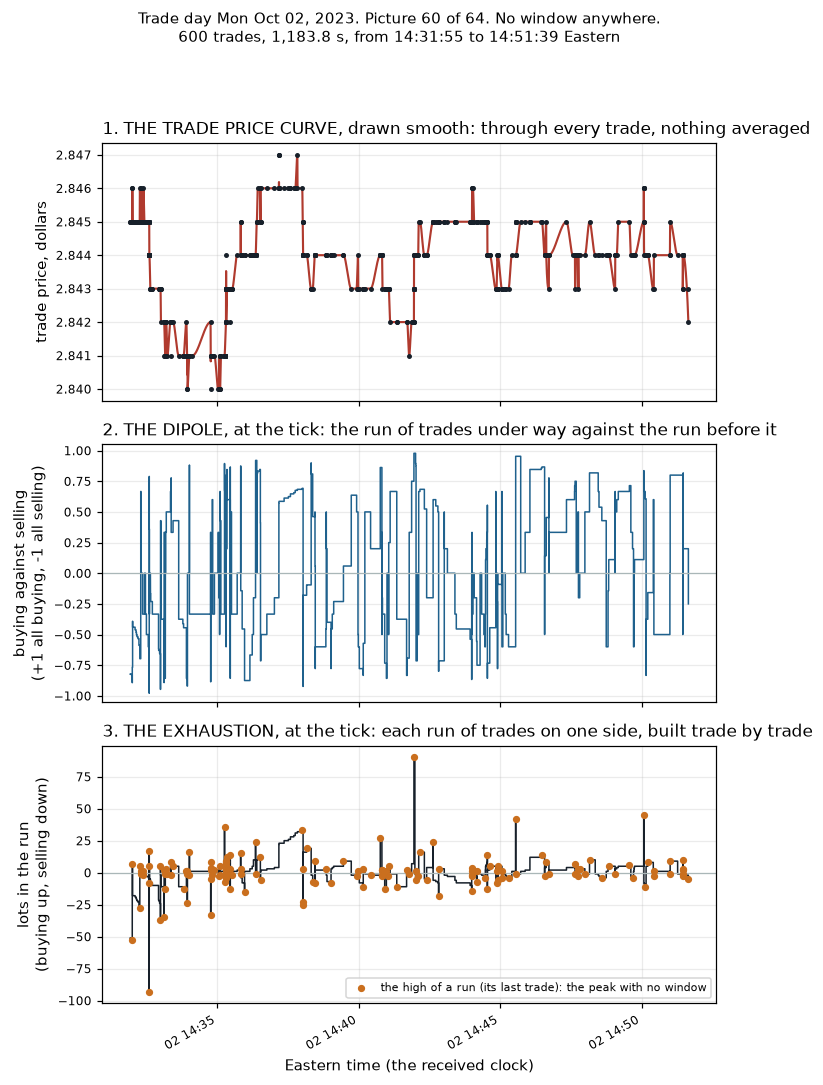 Trade day Mon Oct 02, 2023. Picture 60 of 64. No window anywhere.
600 trades, 1,183.8 s, from 14:31:55 to 14:51:39 Eastern
1. THE TRADE PRICE CURVE, drawn smooth: through every trade, nothing averaged
trade price, dollars
2.847
2.846
2.845
2.844
2.843
2.842
2.841
2.840
2. THE DIPOLE, at the tick: the run of trades under way against the run before it
buying against selling
(+1 all buying, -1 all selling)
1.00
0.75
0.50
0.25
0.00
−0.25
−0.50
−0.75
−1.00
3. THE EXHAUSTION, at the tick: each run of trades on one side, built trade by trade
lots in the run
(buying up, selling down)
75
50
25
0
−25
−50
−75
−100
the high of a run (its last trade): the peak with no window
02 14:35
02 14:40
02 14:45
02 14:50
Eastern time (the received clock)